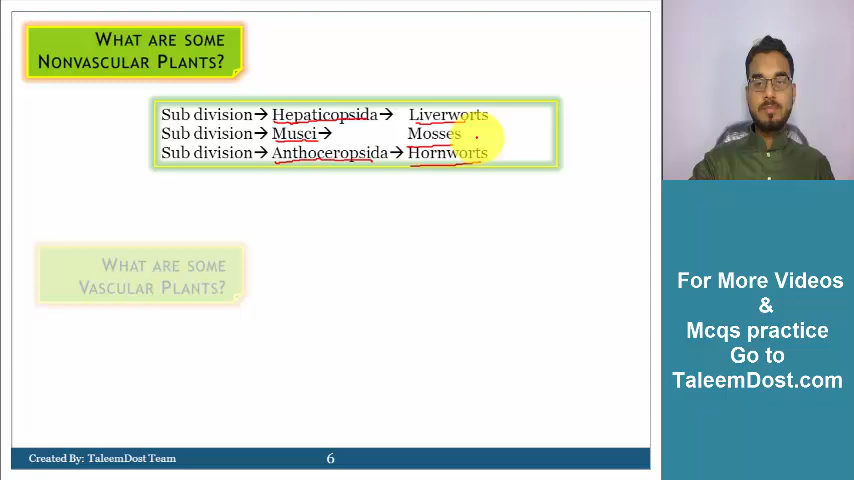 WHAT ARE SOME
NONVASCULAR PLANTS?
Sub division→ Hepaticopsida→ Liverworts
Sub division→ Musci→ Mosses
Sub division→ Anthoceropsida→ Hornworts
WHAT ARE SOME
VASCULAR PLANTS?
For More Videos
&
Mcqs practice
Go to
TaleemDost.com
Created By: TaleemDost Team 6